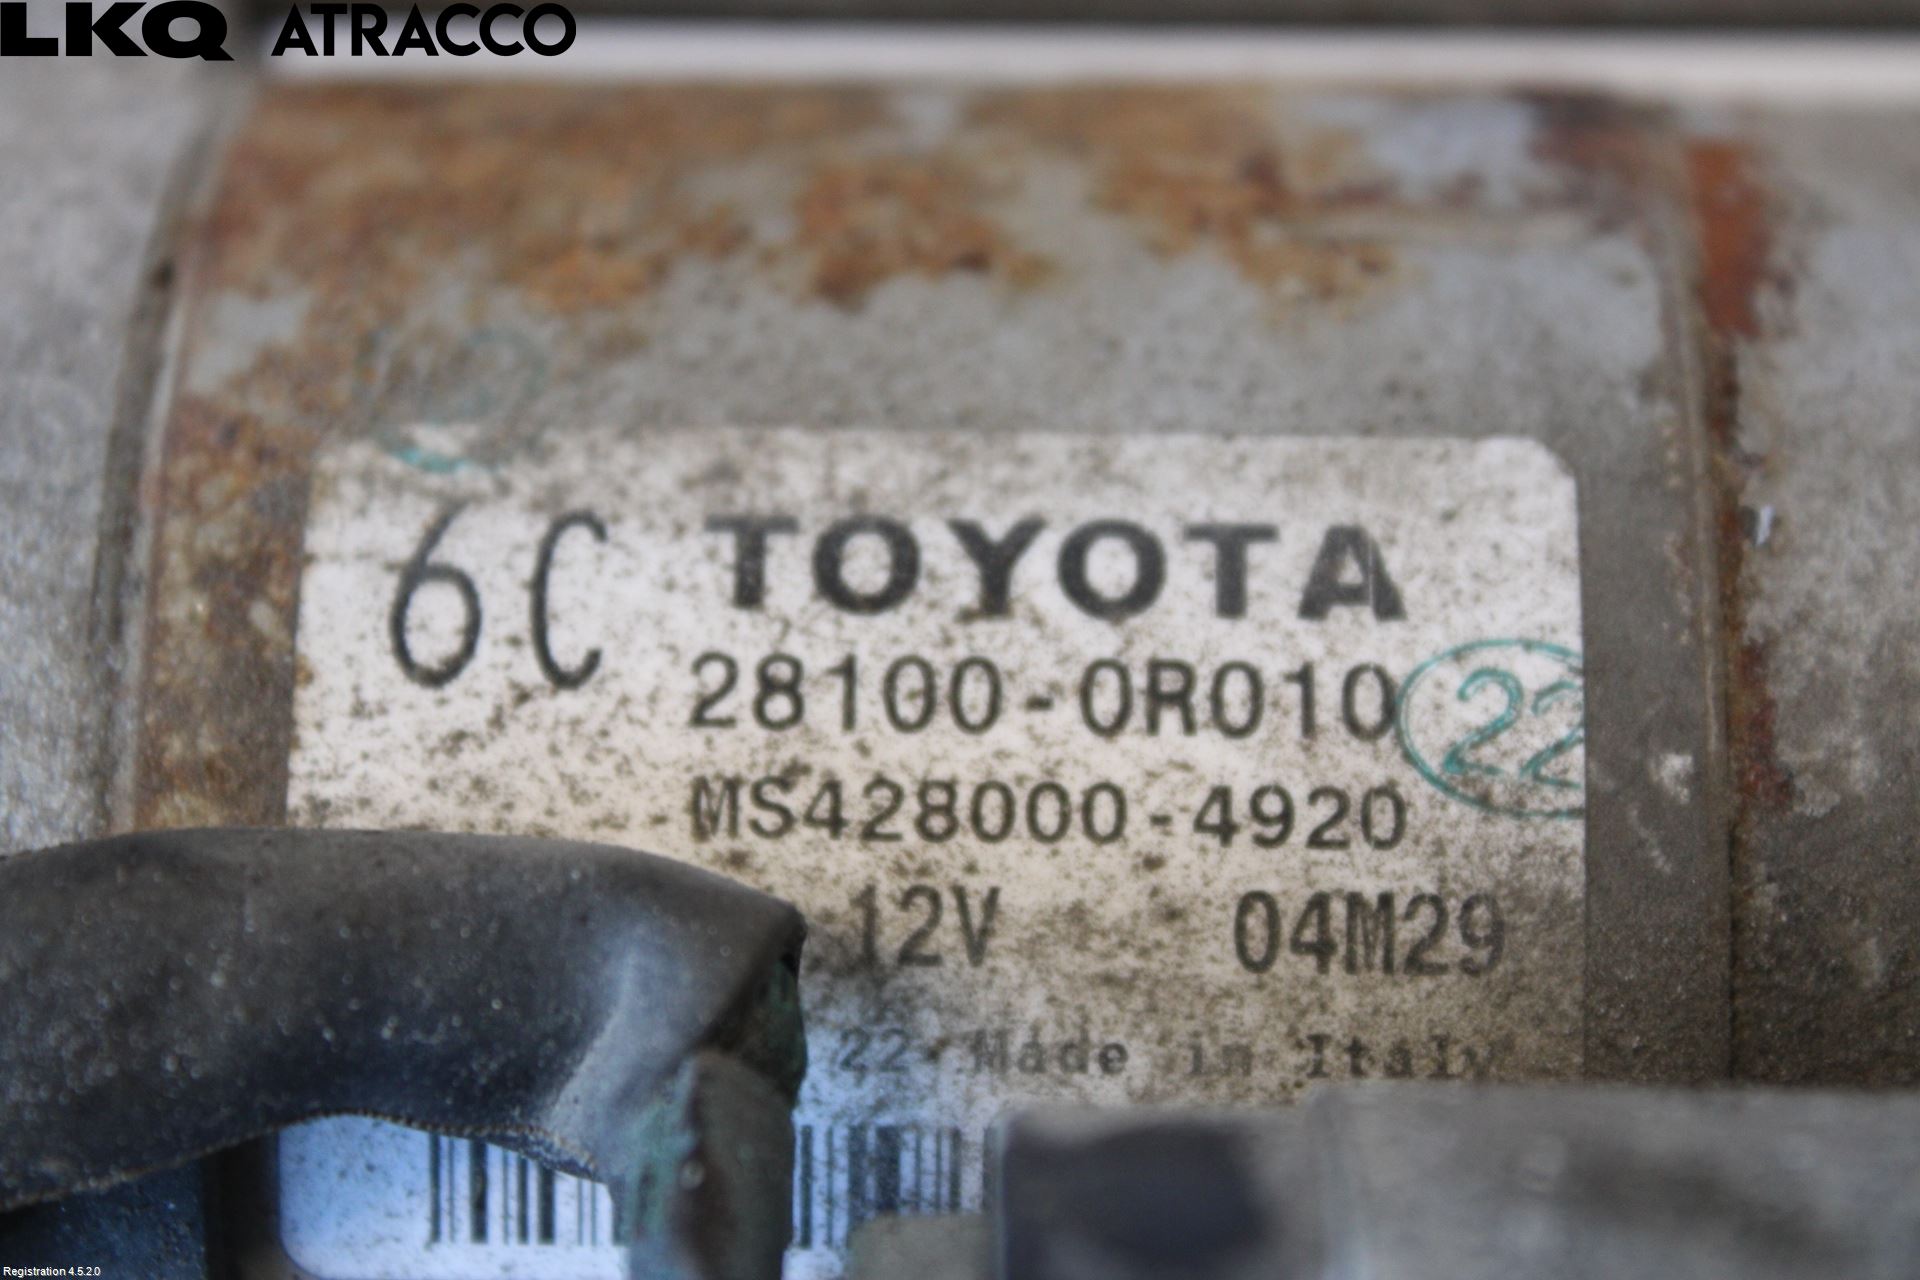 LKQ ATRACCO
6C TOYOTA
28100-0R010 22
MS428000-4920
12V 04M29
22 Made in Italy
Registration 4.5.2.0